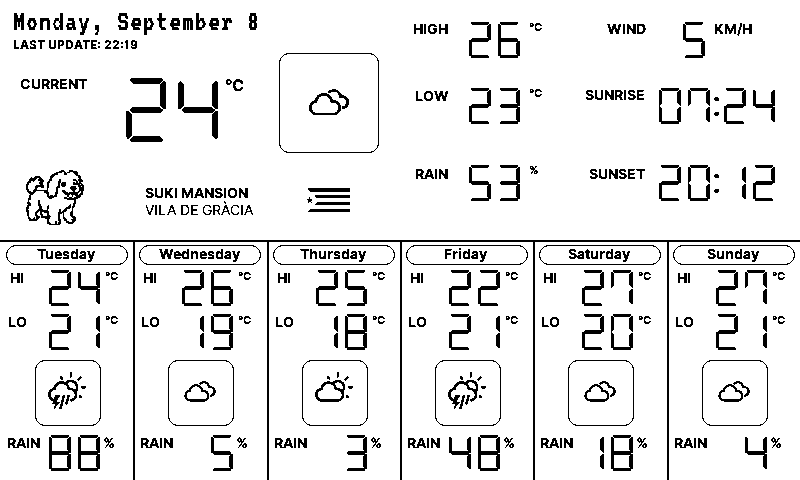 Monday, September 8
LAST UPDATE: 22:19
CURRENT 24 °C
HIGH 26 °C
LOW 23 °C
RAIN 53 %
WIND 5 KM/H
SUNRISE 07:24
SUNSET 20:12
SUKI MANSION
VILA DE GRÀCIA
Tuesday
HI 24 °C
LO 21 °C
RAIN 88 %
Wednesday
HI 26 °C
LO 19 °C
RAIN 5 %
Thursday
HI 25 °C
LO 18 °C
RAIN 3 %
Friday
HI 22 °C
LO 21 °C
RAIN 48 %
Saturday
HI 27 °C
LO 20 °C
RAIN 18 %
Sunday
HI 27 °C
LO 21 °C
RAIN 4 %